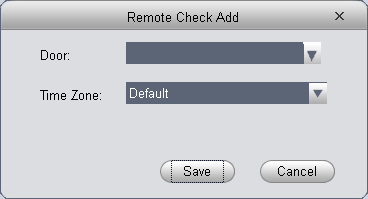 Remote Check Add
Door:
Time Zone: Default
Save Cancel